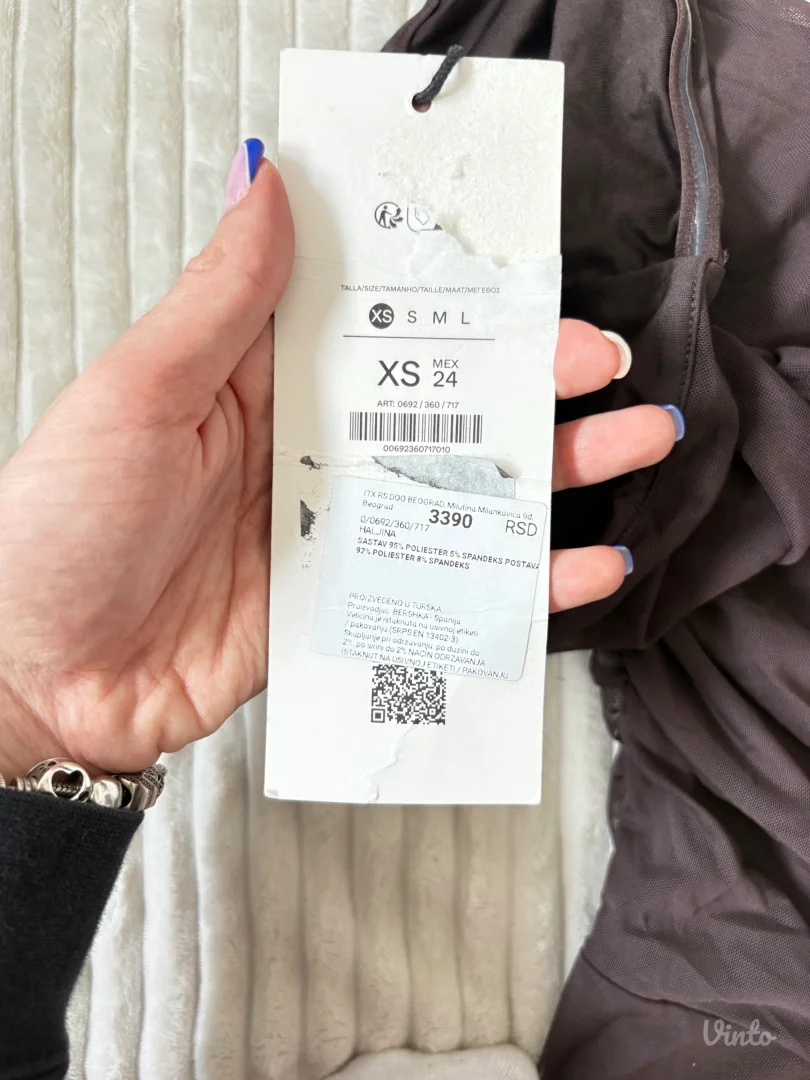 TALLA/SIZE/TAMANHO/TAILLE/MAAT/ΜΕΓΕΘΟΣ
XS S M L
XS MEX 24
ART: 0692 / 360 / 717
00692360717010
ITX RS DOO BEOGRAD, Milutina Milankovića 9d,
Beograd
3390 RSD
0/0692/360/717
HALJINA
SASTAV 95% POLIESTER 5% SPANDEKS POSTAVA
92% POLIESTER 8% SPANDEKS
PROIZVEDENO U TURSKA
Proizvodjac: BERSHKA - Spanija
Velicina je istaknuta na usivnoj etiketi
/ pakovanju (SRPS EN 13402-3).
Skupljanje pri odrzavanju: po duzini do
2%, po sirini do 2% NACIN ODRZAVANJA
ISTAKNUT NA USIVNOJ ETIKETI / PAKOVANJU
Vinto